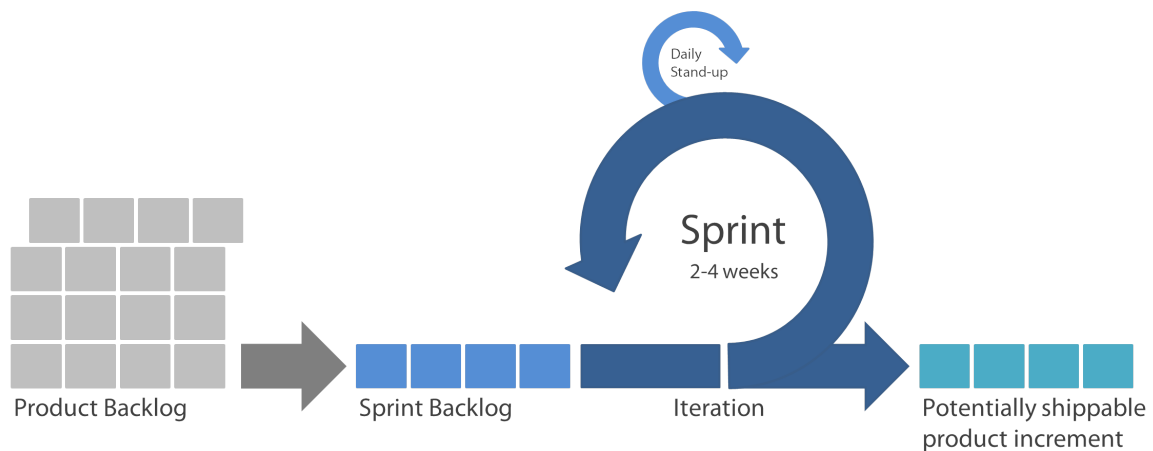 Daily
Stand-up
Sprint
2-4 weeks
Product Backlog
Sprint Backlog
Iteration
Potentially shippable
product increment